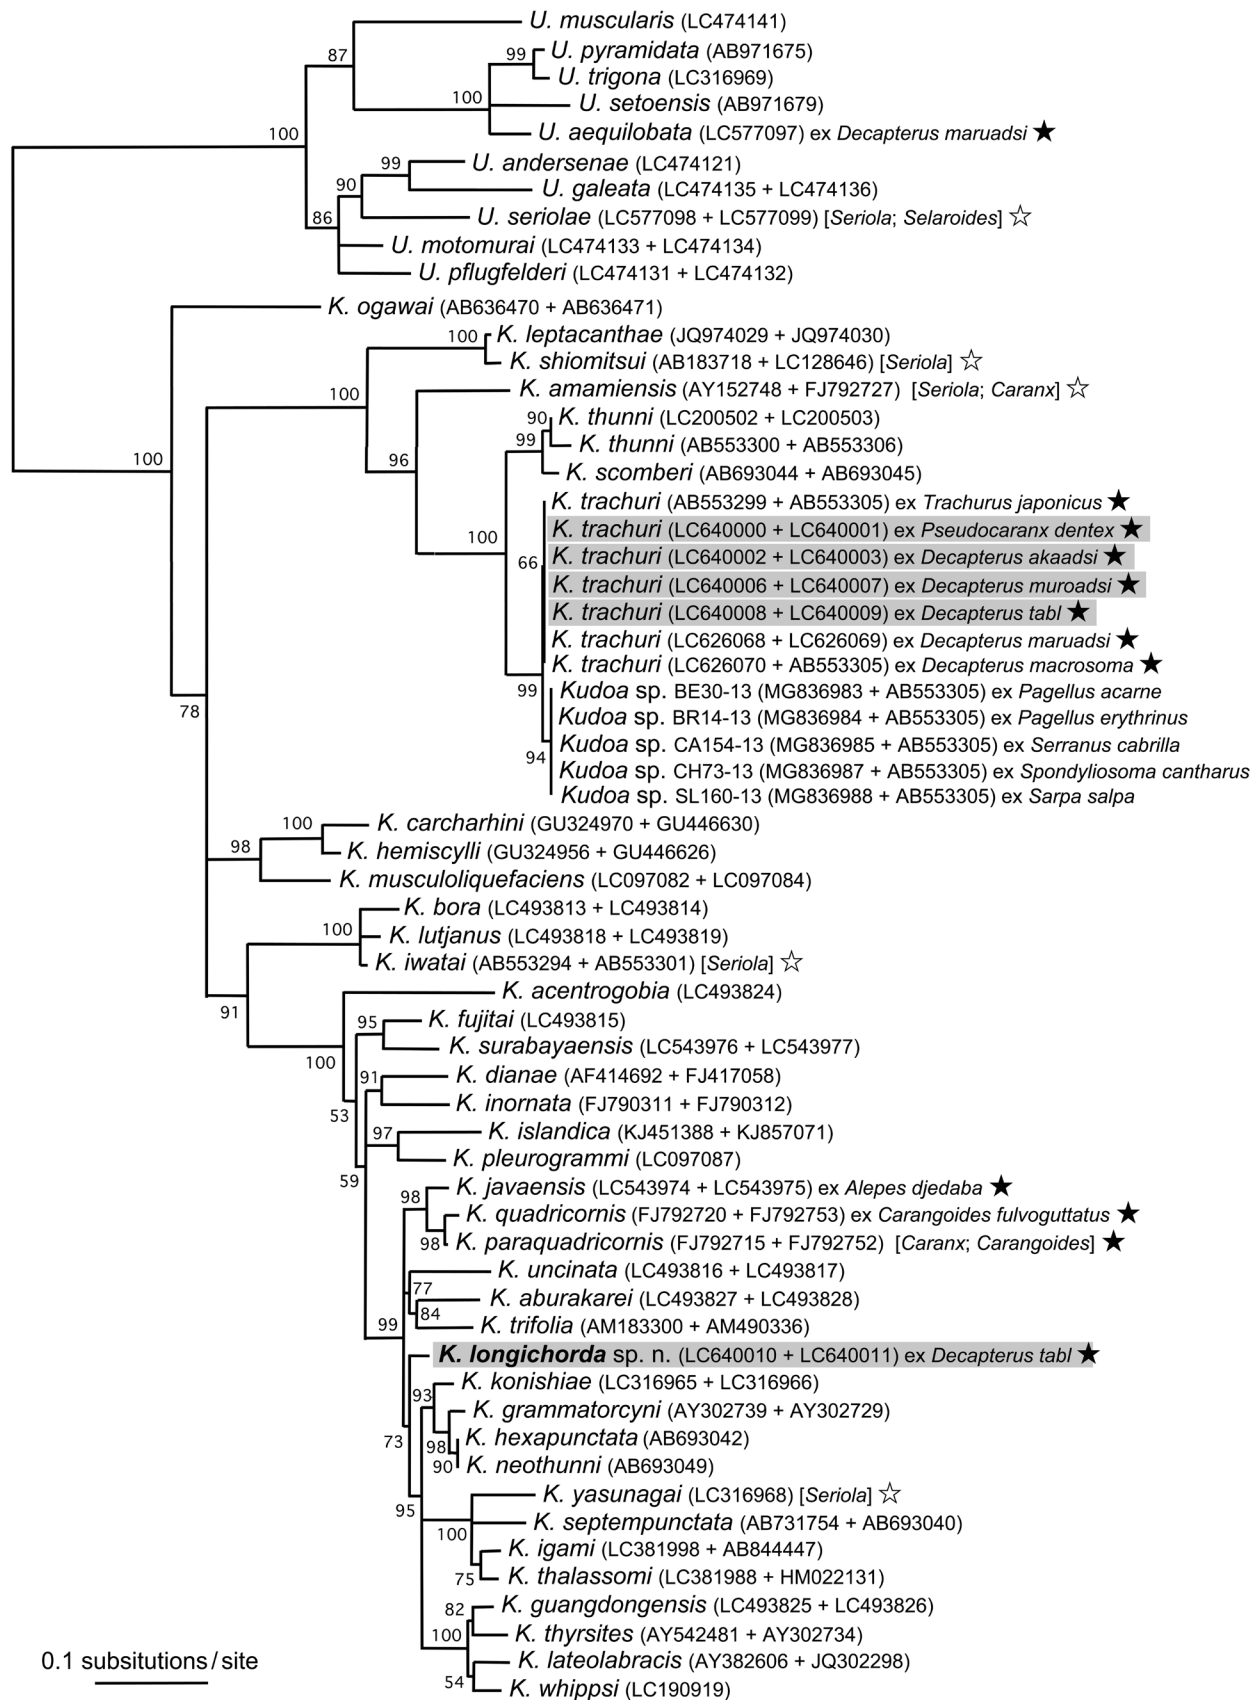 U. muscularis (LC474141)
87
99 U. pyramidata (AB971675)
U. trigona (LC316969)
100 U. setoensis (AB971679)
100 U. aequilobata (LC577097) ex Decapterus maruadsi ★
99 U. andersenae (LC474121)
90 U. galeata (LC474135 + LC474136)
86 U. seriolae (LC577098 + LC577099) [Seriola; Selaroides] ☆
U. motomurai (LC474133 + LC474134)
U. pflugfelderi (LC474131 + LC474132)
K. ogawai (AB636470 + AB636471)
100 K. leptacanthae (JQ974029 + JQ974030)
K. shiomitsui (AB183718 + LC128646) [Seriola] ☆
100 K. amamiensis (AY152748 + FJ792727) [Seriola; Caranx] ☆
90 K. thunni (LC200502 + LC200503)
99 K. thunni (AB553300 + AB553306)
100 96 K. scomberi (AB693044 + AB693045)
K. trachuri (AB553299 + AB553305) ex Trachurus japonicus ★
100 K. trachuri (LC640000 + LC640001) ex Pseudocaranx dentex ★
66 K. trachuri (LC640002 + LC640003) ex Decapterus akaadsi ★
K. trachuri (LC640006 + LC640007) ex Decapterus muroadsi ★
K. trachuri (LC640008 + LC640009) ex Decapterus tabl ★
K. trachuri (LC626068 + LC626069) ex Decapterus maruadsi ★
K. trachuri (LC626070 + AB553305) ex Decapterus macrosoma ★
99 Kudoa sp. BE30-13 (MG836983 + AB553305) ex Pagellus acarne
78 Kudoa sp. BR14-13 (MG836984 + AB553305) ex Pagellus erythrinus
Kudoa sp. CA154-13 (MG836985 + AB553305) ex Serranus cabrilla
94 Kudoa sp. CH73-13 (MG836987 + AB553305) ex Spondyliosoma cantharus
Kudoa sp. SL160-13 (MG836988 + AB553305) ex Sarpa salpa
100 K. carcharhini (GU324970 + GU446630)
98 K. hemiscylli (GU324956 + GU446626)
K. musculoliquefaciens (LC097082 + LC097084)
K. bora (LC493813 + LC493814)
100 K. lutjanus (LC493818 + LC493819)
K. iwatai (AB553294 + AB553301) [Seriola] ☆
91 K. acentrogobia (LC493824)
95 K. fujitai (LC493815)
100 K. surabayaensis (LC543976 + LC543977)
91 K. dianae (AF414692 + FJ417058)
53 K. inornata (FJ790311 + FJ790312)
97 K. islandica (KJ451388 + KJ857071)
59 K. pleurogrammi (LC097087)
98 K. javaensis (LC543974 + LC543975) ex Alepes djedaba ★
K. quadricornis (FJ792720 + FJ792753) ex Carangoides fulvoguttatus ★
98 K. paraquadricornis (FJ792715 + FJ792752) [Caranx; Carangoides] ★
K. uncinata (LC493816 + LC493817)
77 K. aburakarei (LC493827 + LC493828)
99 84 K. trifolia (AM183300 + AM490336)
K. longichorda sp. n. (LC640010 + LC640011) ex Decapterus tabl ★
93 K. konishiae (LC316965 + LC316966)
K. grammatorcyni (AY302739 + AY302729)
73 98 K. hexapunctata (AB693042)
90 K. neothunni (AB693049)
95 K. yasunagai (LC316968) [Seriola] ☆
100 K. septempunctata (AB731754 + AB693040)
K. igami (LC381998 + AB844447)
75 K. thalassomi (LC381988 + HM022131)
82 K. guangdongensis (LC493825 + LC493826)
100 K. thyrsites (AY542481 + AY302734)
K. lateolabracis (AY382606 + JQ302298)
54 K. whippsi (LC190919)
0.1 subsitutions/site